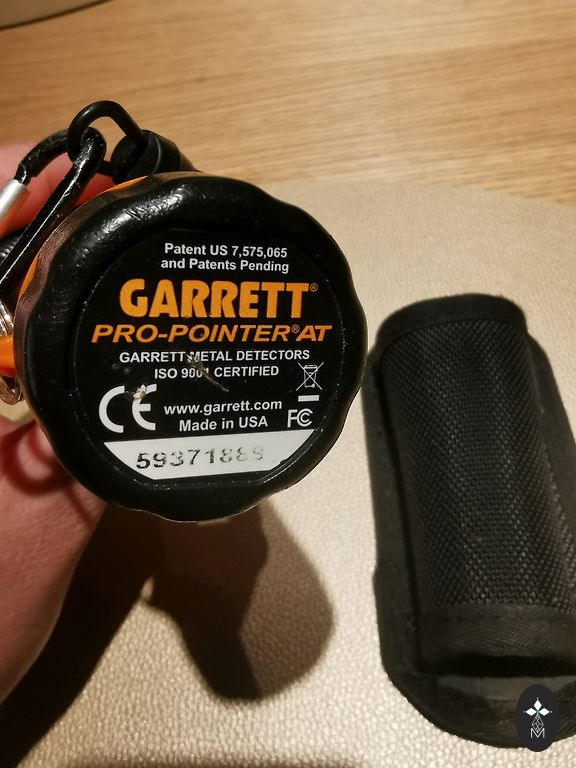 Patent US 7,575,065
and Patents Pending
GARRETT®
PRO-POINTER®AT
GARRETT METAL DETECTORS
ISO 9001 CERTIFIED
CE www.garrett.com
Made in USA FC
59371889
M